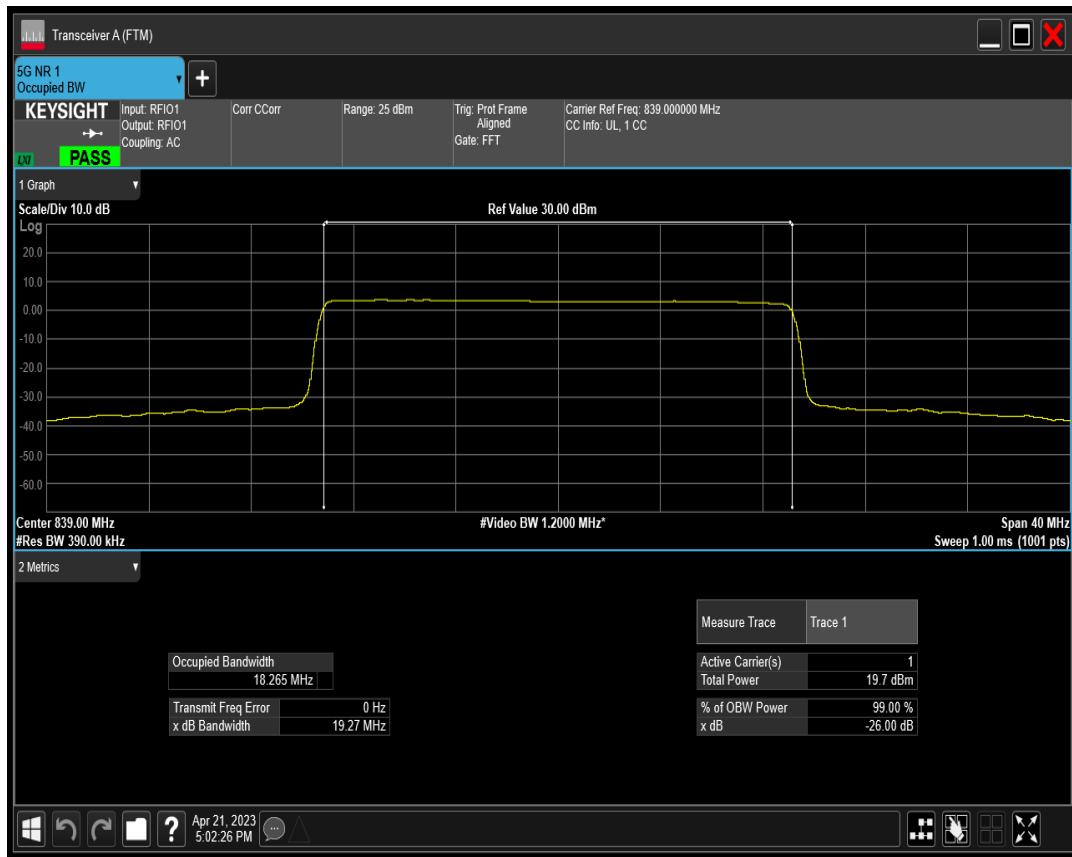 Transceiver A (FTM)
5G NR 1
Occupied BW
KEYSIGHT
LXI
PASS
Input: RFIO1
Output: RFIO1
Coupling: AC
Corr CCorr
Range: 25 dBm
Trig: Prot Frame
Aligned
Gate: FFT
Carrier Ref Freq: 839.000000 MHz
CC Info: UL, 1 CC
1 Graph
Scale/Div 10.0 dB
Ref Value 30.00 dBm
Log
20.0
10.0
0.00
-10.0
-20.0
-30.0
-40.0
-50.0
-60.0
Center 839.00 MHz
#Video BW 1.2000 MHz*
Span 40 MHz
#Res BW 390.00 kHz
Sweep 1.00 ms (1001 pts)
2 Metrics
Measure Trace Trace 1
Occupied Bandwidth
18.265 MHz
Active Carrier(s) 1
Total Power 19.7 dBm
Transmit Freq Error 0 Hz
x dB Bandwidth 19.27 MHz
% of OBW Power 99.00 %
x dB -26.00 dB
Apr 21, 2023
5:02:26 PM